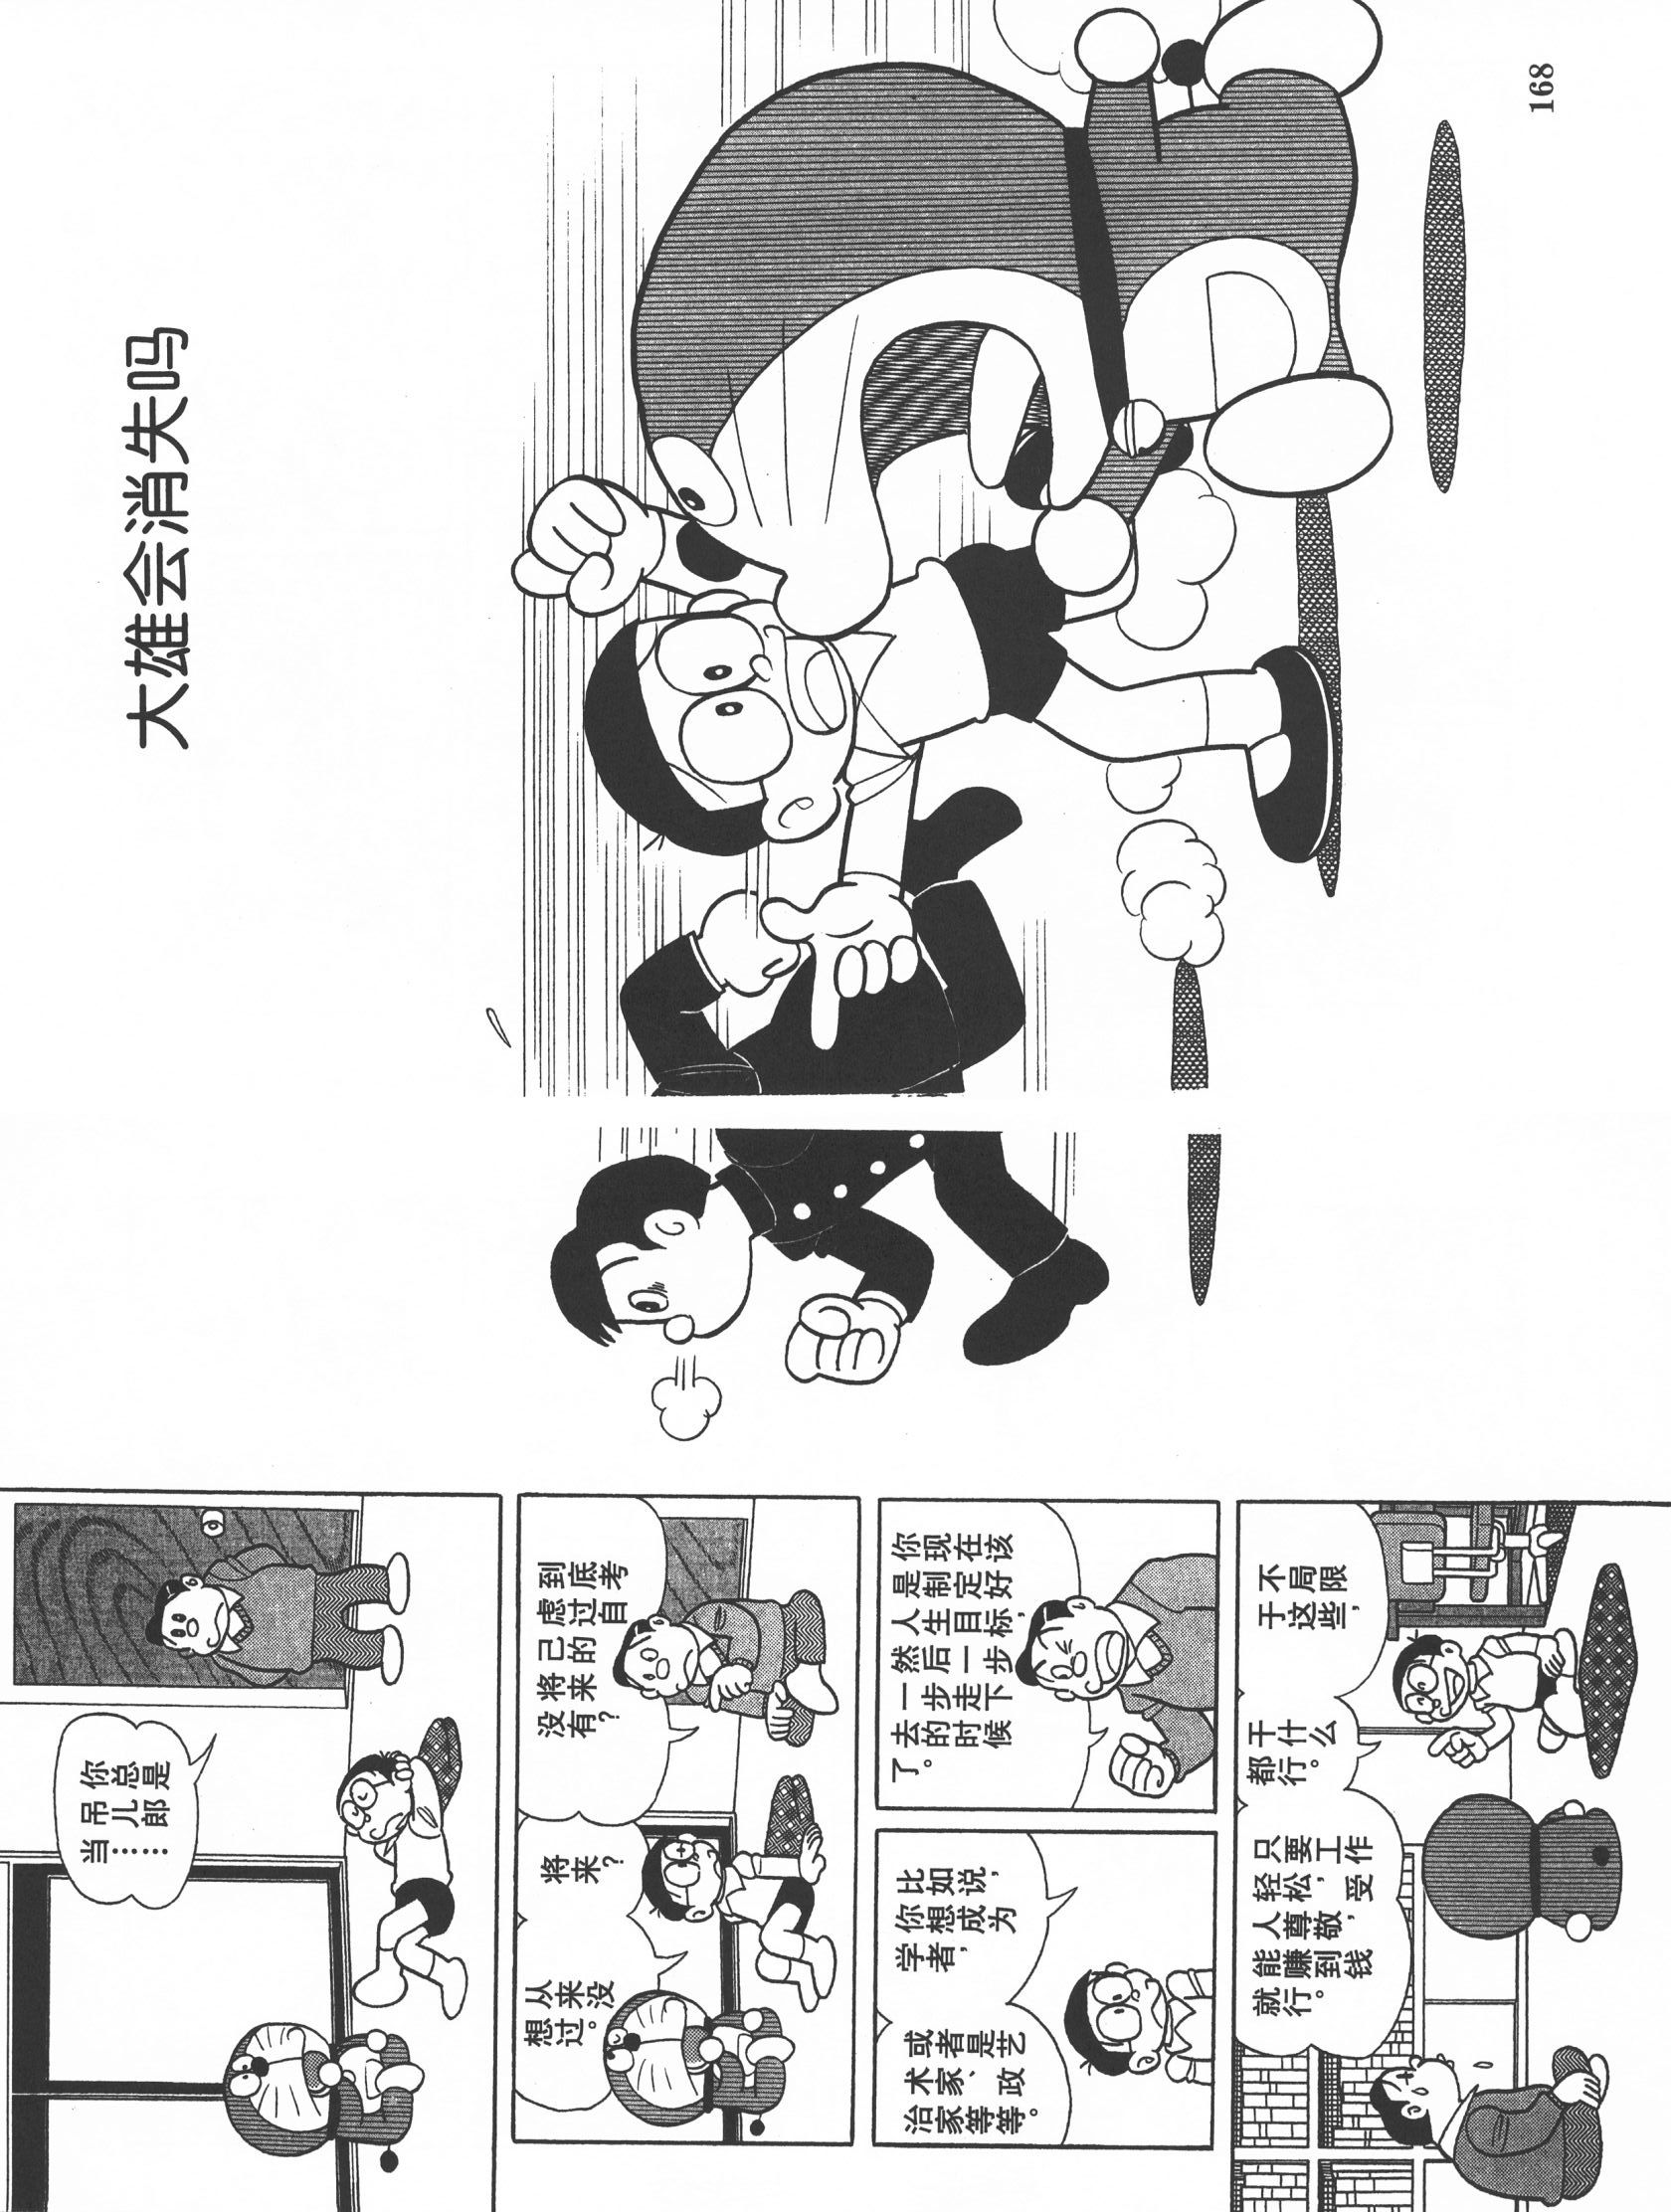 大雄会消失吗
168
你总是
吊儿郎
当……
到底考
虑过自
己的
将来
没有？
将来？
从来没
想过。
你现在该
是制定好
人生目标，
然后一步
一步走下
去的时候
了。
比如说，
你想成为
学者，
或者是艺
术家、政
治家等等。
不局限
于这些，
干什么
都行。
只要工作
轻松，受
人尊敬，
能赚到钱
就行。